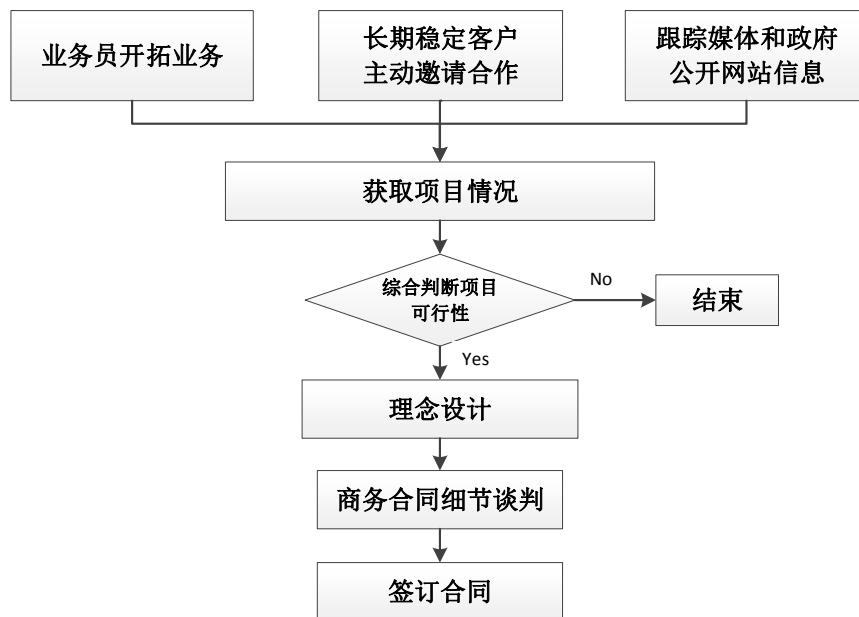 业务员开拓业务
长期稳定客户
主动邀请合作
跟踪媒体和政府
公开网站信息
获取项目情况
综合判断项目
可行性
No
结束
Yes
理念设计
商务合同细节谈判
签订合同